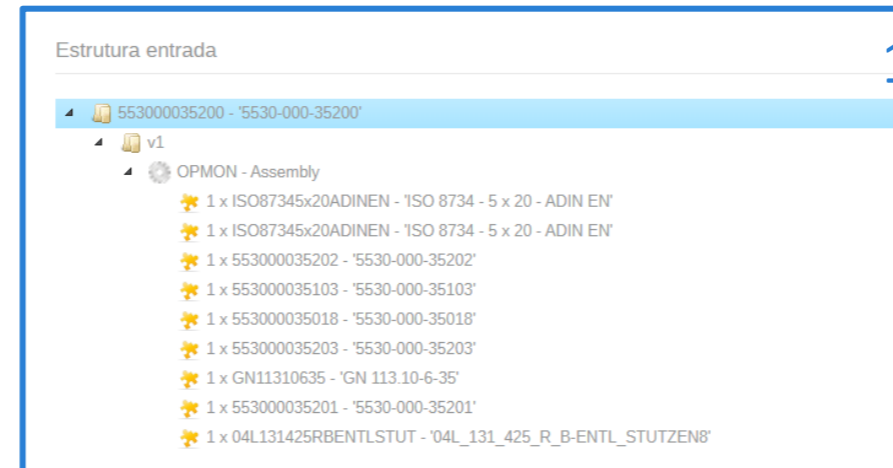 Estrutura entrada
553000035200 - '5530-000-35200'
v1
OPMON - Assembly
1 x ISO87345x20ADINEN - 'ISO 8734 - 5 x 20 - ADIN EN'
1 x ISO87345x20ADINEN - 'ISO 8734 - 5 x 20 - ADIN EN'
1 x 553000035202 - '5530-000-35202'
1 x 553000035103 - '5530-000-35103'
1 x 553000035018 - '5530-000-35018'
1 x 553000035203 - '5530-000-35203'
1 x GN11310635 - 'GN 113.10-6-35'
1 x 553000035201 - '5530-000-35201'
1 x 04L131425RBENTLSTUT - '04L_131_425_R_B-ENTL_STUTZEN8'